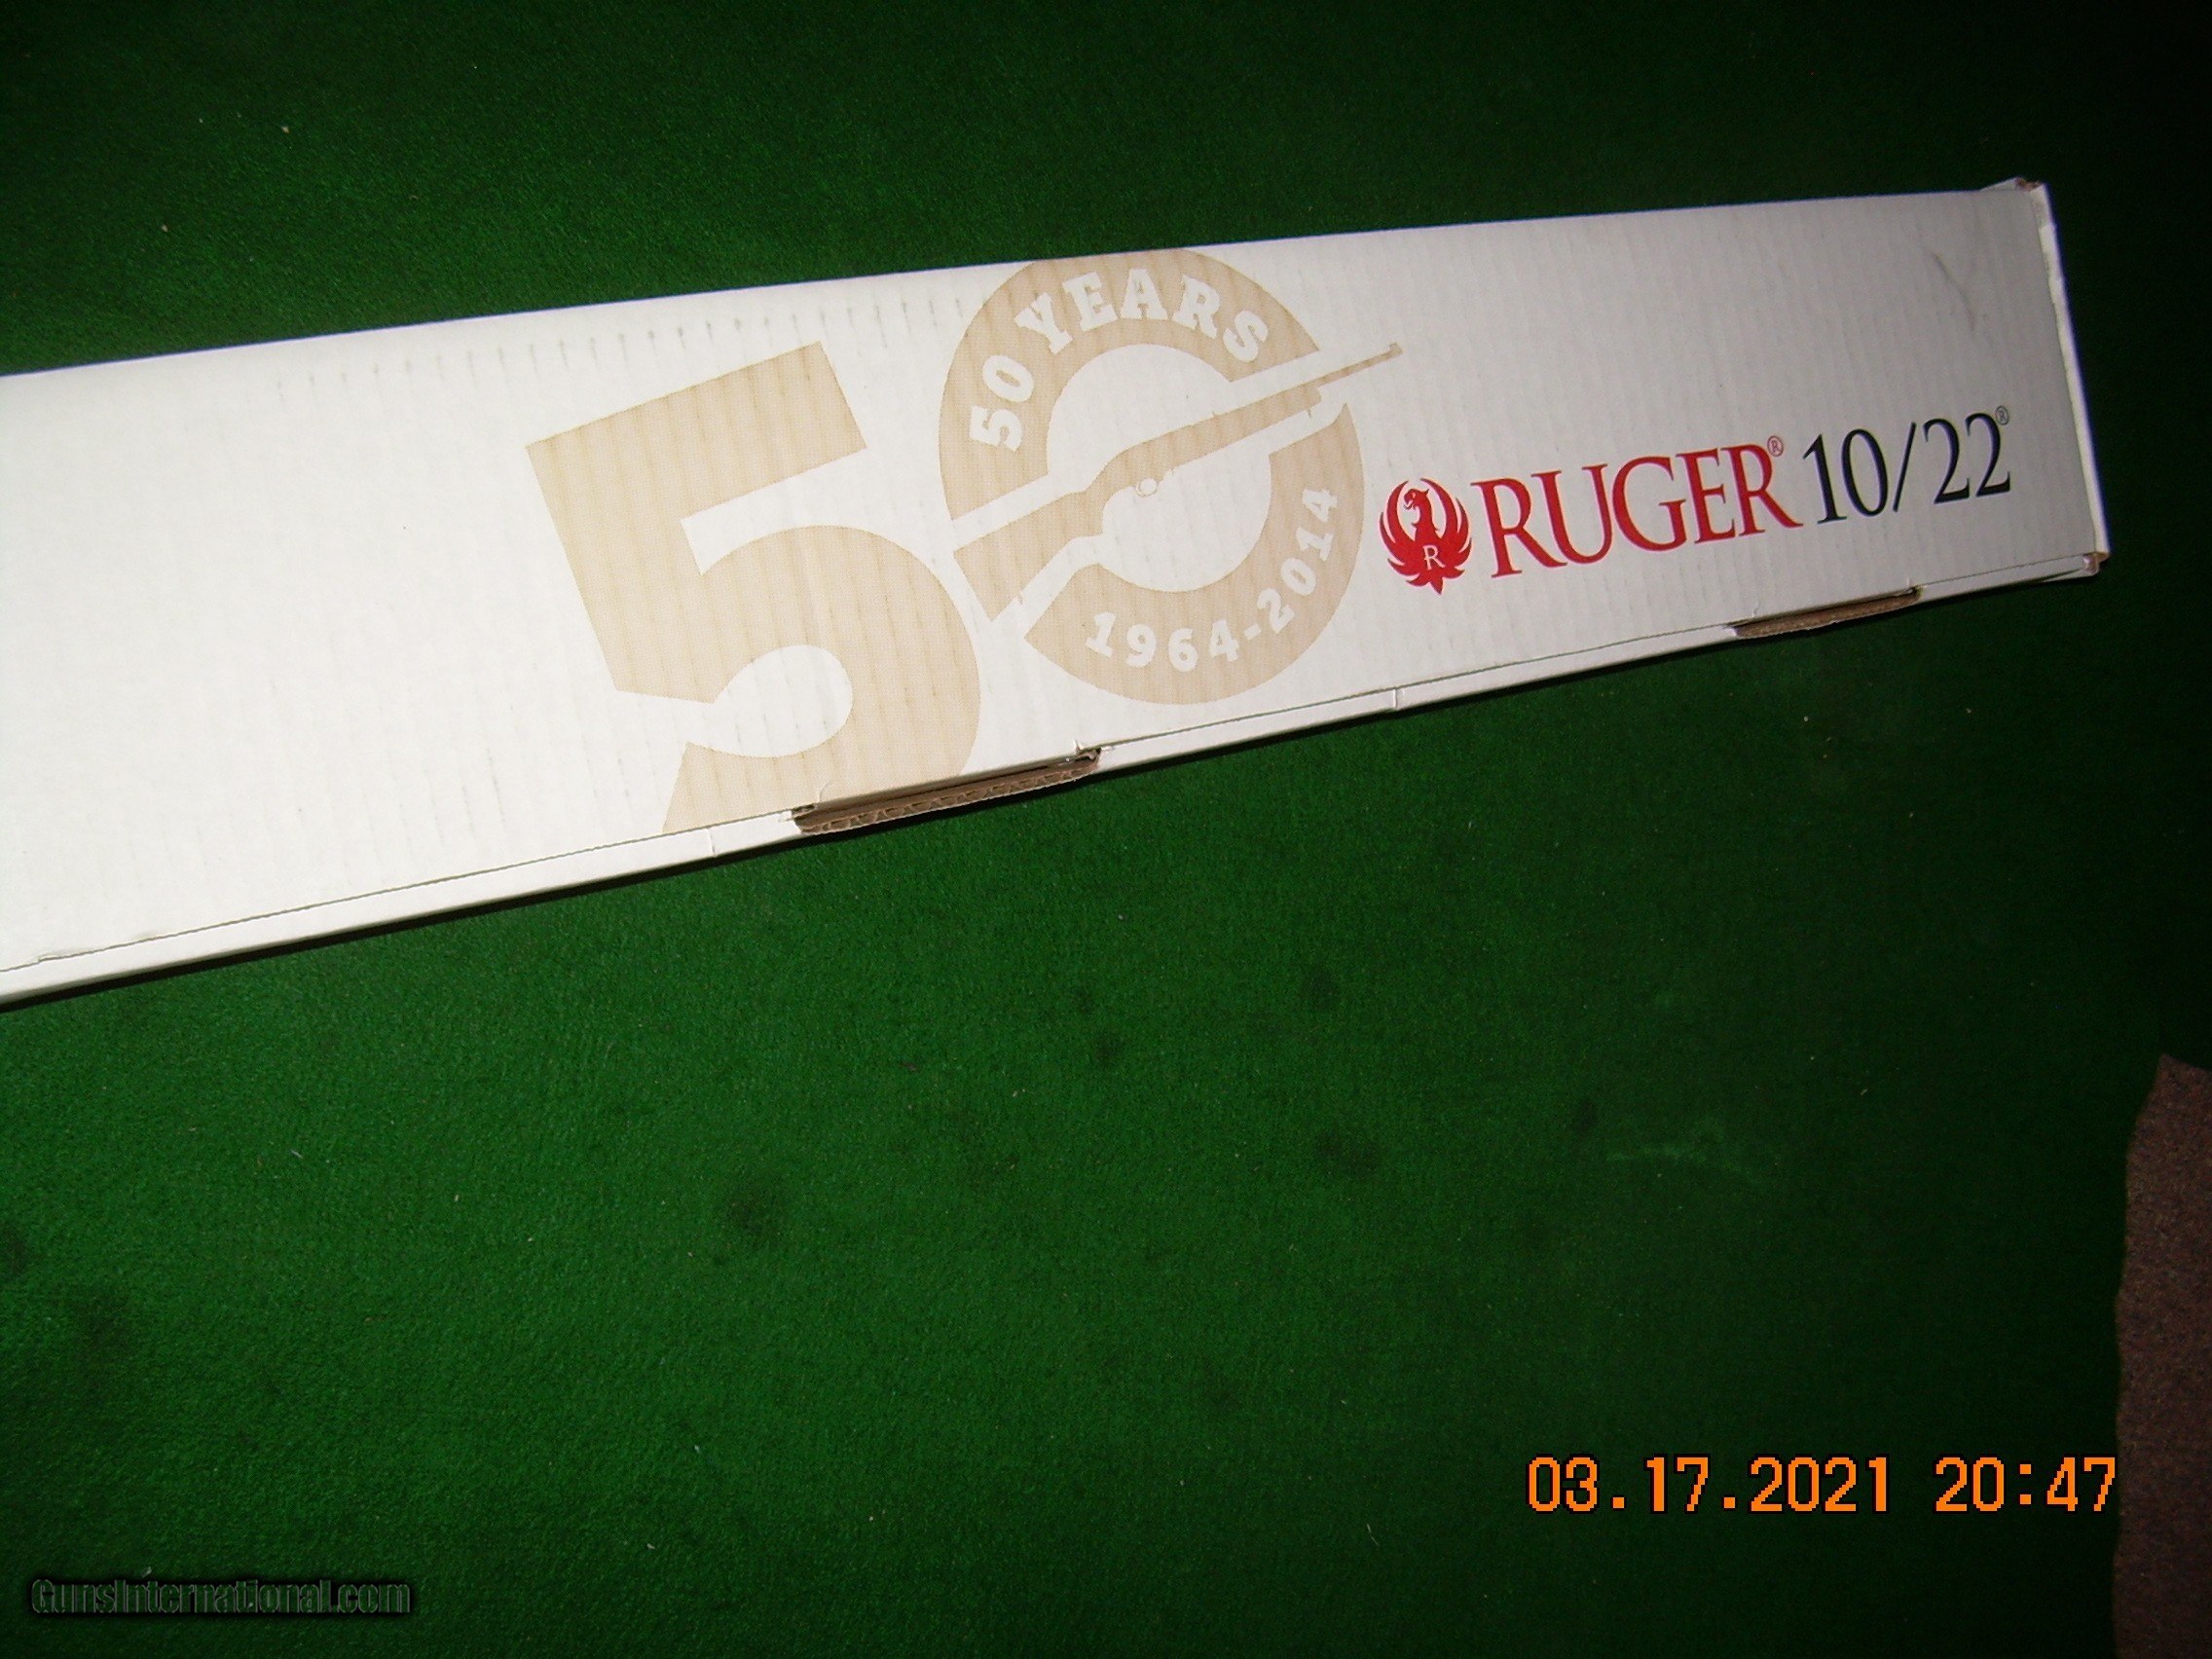 50 YEARS
50
1964-2014
R
RUGER® 10/22®
03.17.2021 20:47
GunsInternational.com